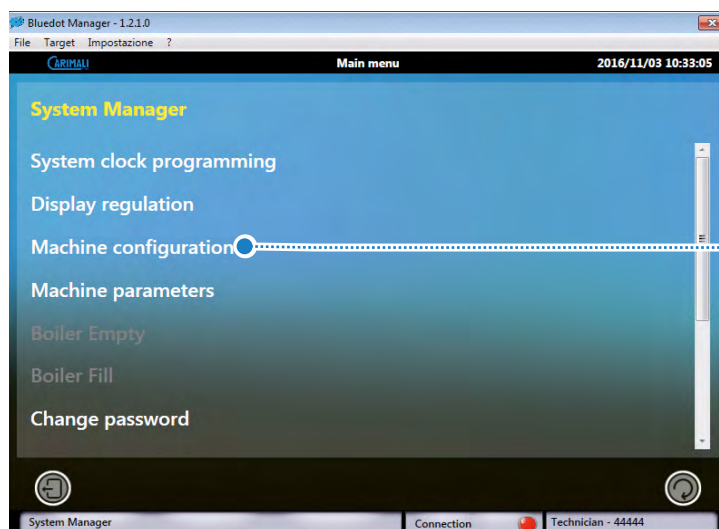 Bluedot Manager - 1.2.1.0
File Target Impostazione ?
CARIMALI Main menu 2016/11/03 10:33:05
System Manager
System clock programming
Display regulation
Machine configuration
Machine parameters
Boiler Empty
Boiler Fill
Change password
System Manager Connection Technician - 44444